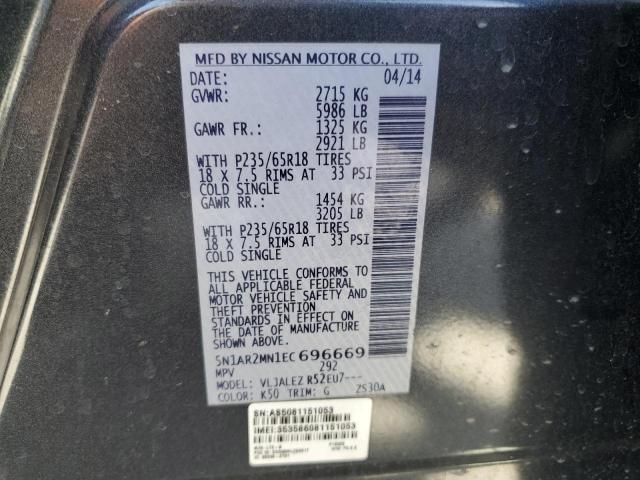 MFD BY NISSAN MOTOR CO., LTD.
DATE: 04/14
GVWR: 2715 KG
5986 LB
GAWR FR.: 1325 KG
2921 LB
WITH P235/65R18 TIRES
18 X 7.5 RIMS AT 33 PSI
COLD SINGLE
GAWR RR.: 1454 KG
3205 LB
WITH P235/65R18 TIRES
18 X 7.5 RIMS AT 33 PSI
COLD SINGLE
THIS VEHICLE CONFORMS TO
ALL APPLICABLE FEDERAL
MOTOR VEHICLE SAFETY AND
THEFT PREVENTION
STANDARDS IN EFFECT ON
THE DATE OF MANUFACTURE
SHOWN ABOVE.
5N1AR2MN1EC696669
MPV 292
MODEL: VLJALEZ R52EU7---
COLOR: K50 TRIM: G ZS30A
SN: AS5081151053
IMEI: 353586081151053